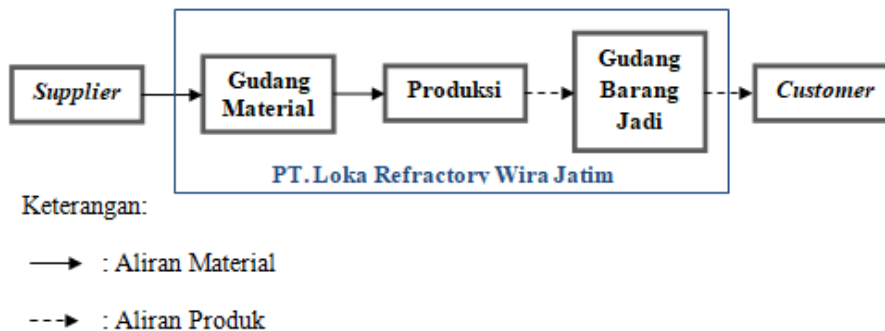 Supplier
Gudang
Material
Produksi
Gudang
Barang
Jadi
Customer
PT. Loka Refractory Wira Jatim
Keterangan:
: Aliran Material
: Aliran Produk